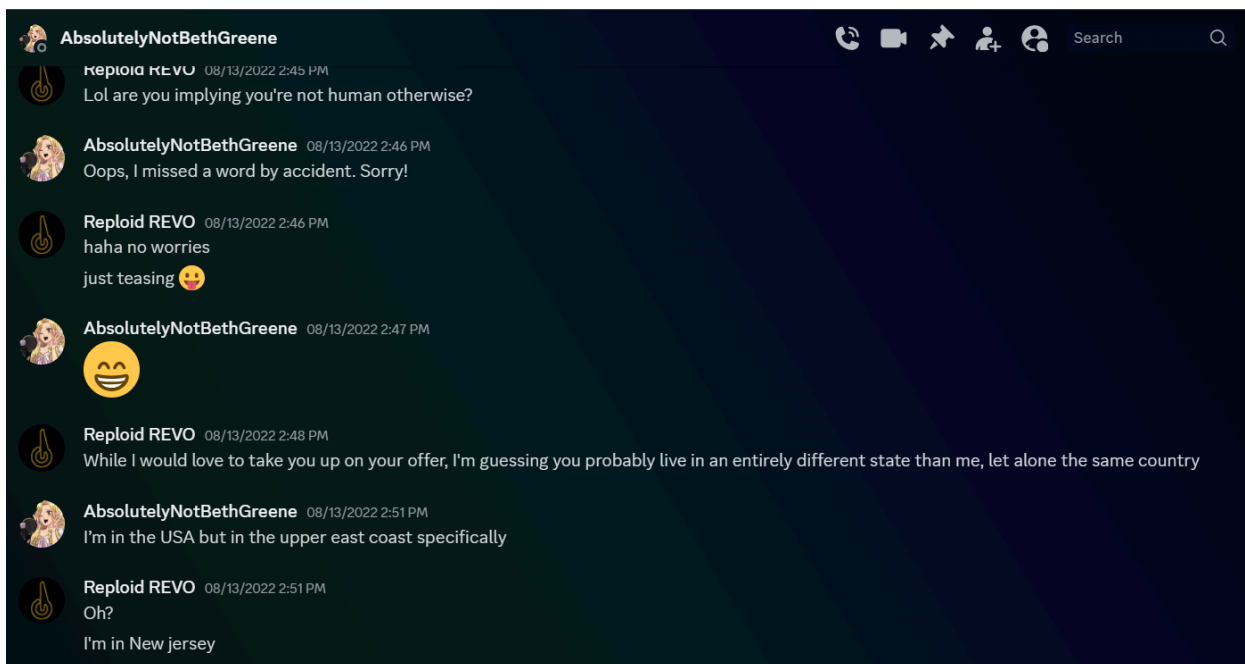 AbsolutelyNotBethGreene
Search
Reploid REVO 08/13/2022 2:45 PM
Lol are you implying you're not human otherwise?
AbsolutelyNotBethGreene 08/13/2022 2:46 PM
Oops, I missed a word by accident. Sorry!
Reploid REVO 08/13/2022 2:46 PM
haha no worries
just teasing 😛
AbsolutelyNotBethGreene 08/13/2022 2:47 PM
😁
Reploid REVO 08/13/2022 2:48 PM
While I would love to take you up on your offer, I'm guessing you probably live in an entirely different state than me, let alone the same country
AbsolutelyNotBethGreene 08/13/2022 2:51 PM
I'm in the USA but in the upper east coast specifically
Reploid REVO 08/13/2022 2:51 PM
Oh?
I'm in New jersey